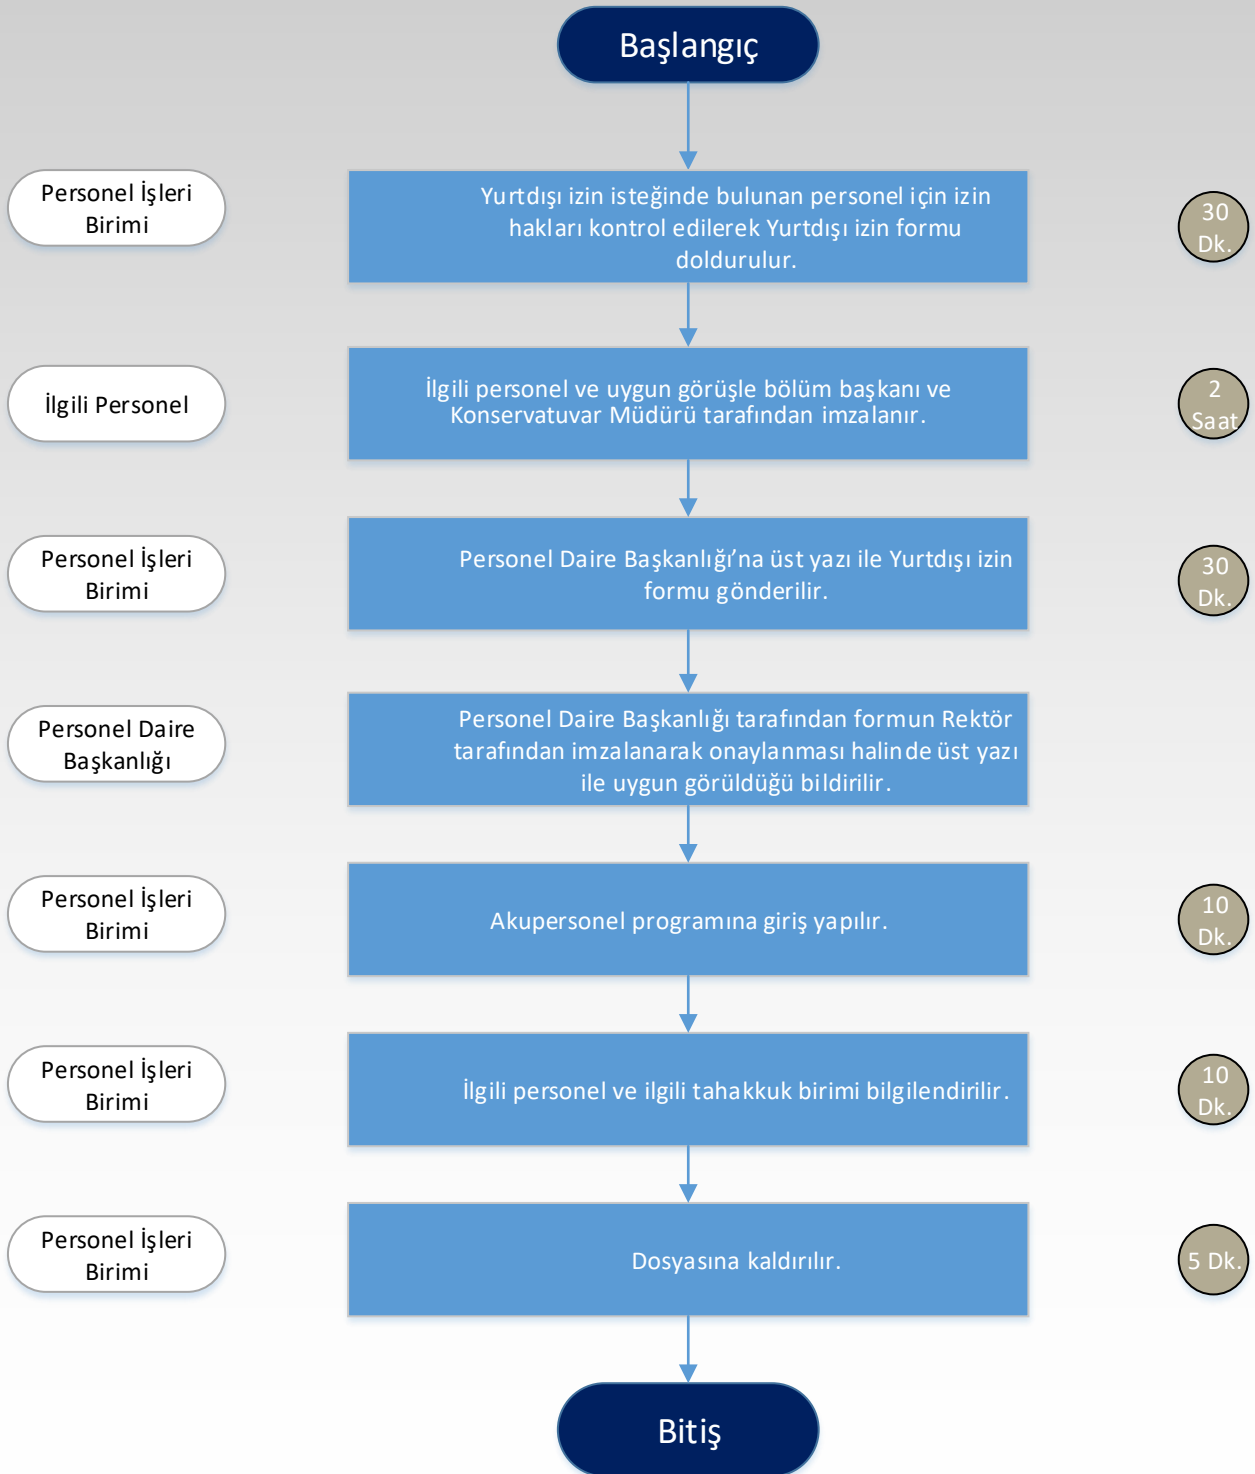 Başlangıç
Personel İşleri
Birimi
Yurtdışı izin isteğinde bulunan personel için izin
hakları kontrol edilerek Yurtdışı izin formu
doldurulur.
30
Dk.
İlgili Personel
İlgili personel ve uygun görüşle bölüm başkanı ve
Konservatuvar Müdürü tarafından imzalanır.
2
Saat
Personel İşleri
Birimi
Personel Daire Başkanlığı’na üst yazı ile Yurtdışı izin
formu gönderilir.
30
Dk.
Personel Daire
Başkanlığı
Personel Daire Başkanlığı tarafından formun Rektör
tarafından imzalanarak onaylanması halinde üst yazı
ile uygun görüldüğü bildirilir.
Personel İşleri
Birimi
Akupersonel programına giriş yapılır.
10
Dk.
Personel İşleri
Birimi
İlgili personel ve ilgili tahakkuk birimi bilgilendirilir.
10
Dk.
Personel İşleri
Birimi
Dosyasına kaldırılır.
5 Dk.
Bitiş